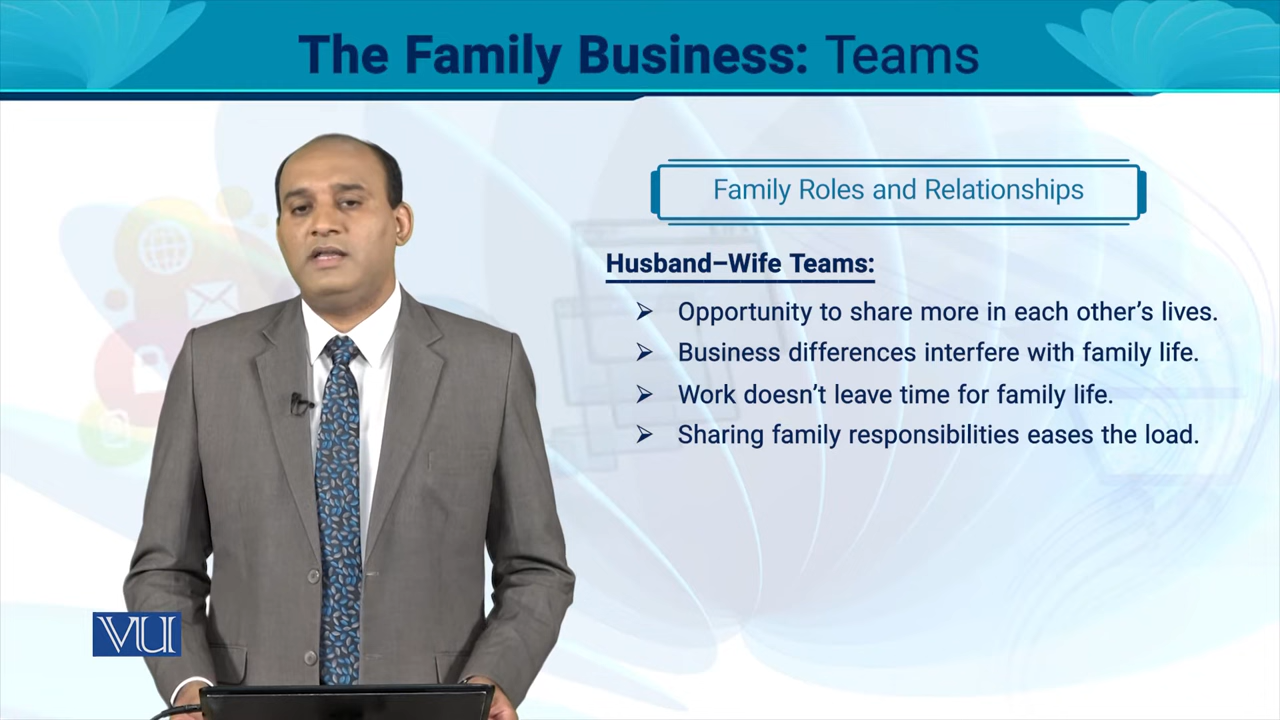 The Family Business: Teams
Family Roles and Relationships
Husband–Wife Teams:
➢ Opportunity to share more in each other’s lives.
➢ Business differences interfere with family life.
➢ Work doesn’t leave time for family life.
➢ Sharing family responsibilities eases the load.
VU